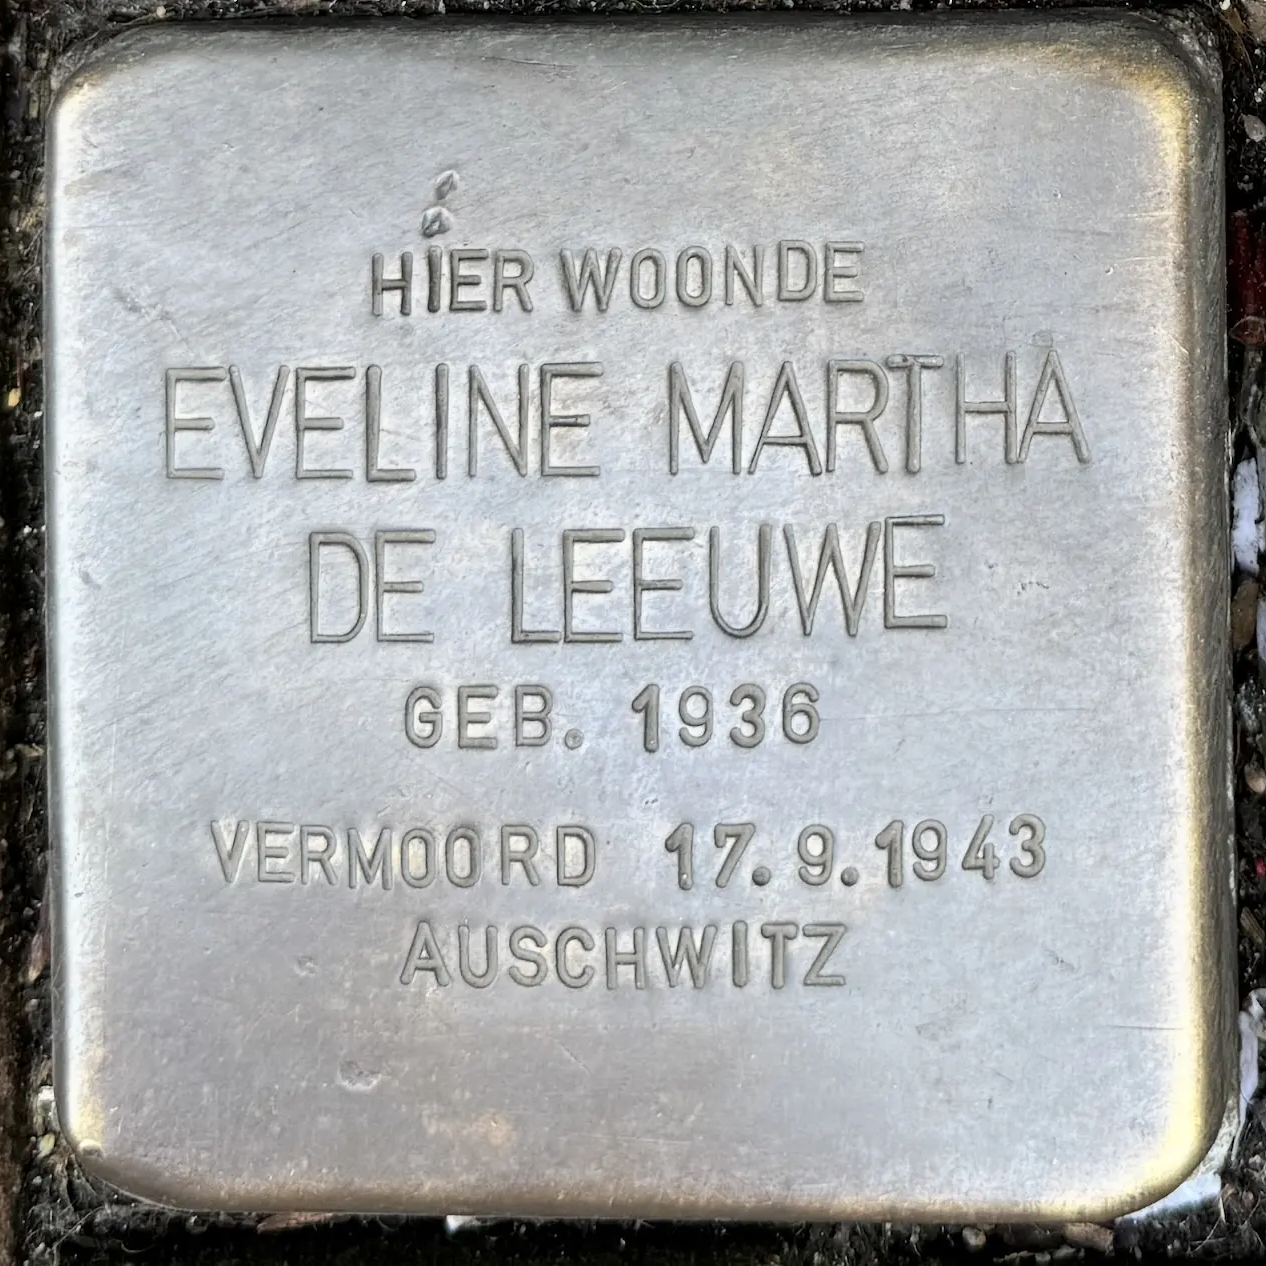 HIER WOONDE
EVELINE MARTHA
DE LEEUWE
GEB. 1936
VERMOORD 17.9.1943
AUSCHWITZ